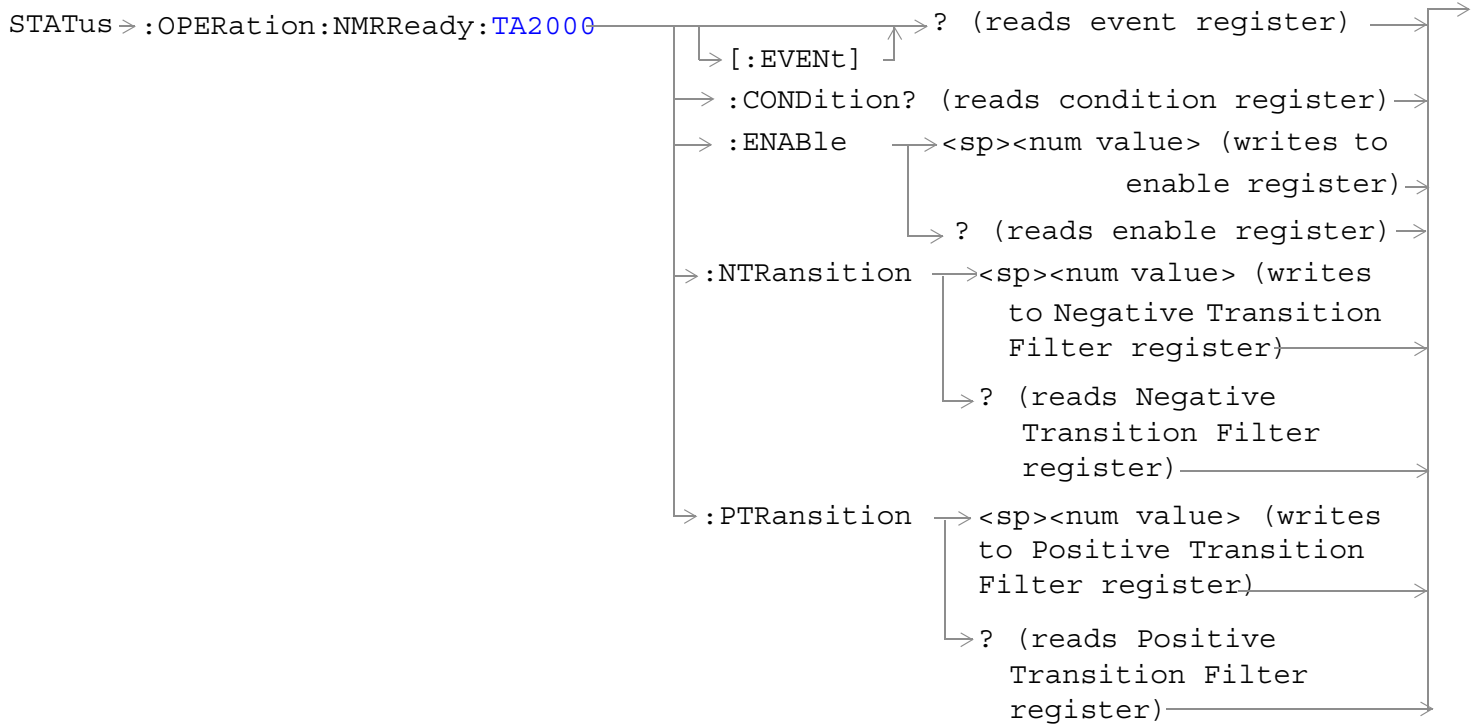 STATus :OPERation:NMRReady:TA2000 ? (reads event register)
[:EVENt]
:CONDition? (reads condition register)
:ENABle <sp><num value> (writes to
enable register)
? (reads enable register)
:NTRansition <sp><num value> (writes
to Negative Transition
Filter register)
? (reads Negative
Transition Filter
register)
:PTRansition <sp><num value> (writes
to Positive Transition
Filter register)
? (reads Positive
Transition Filter
register)